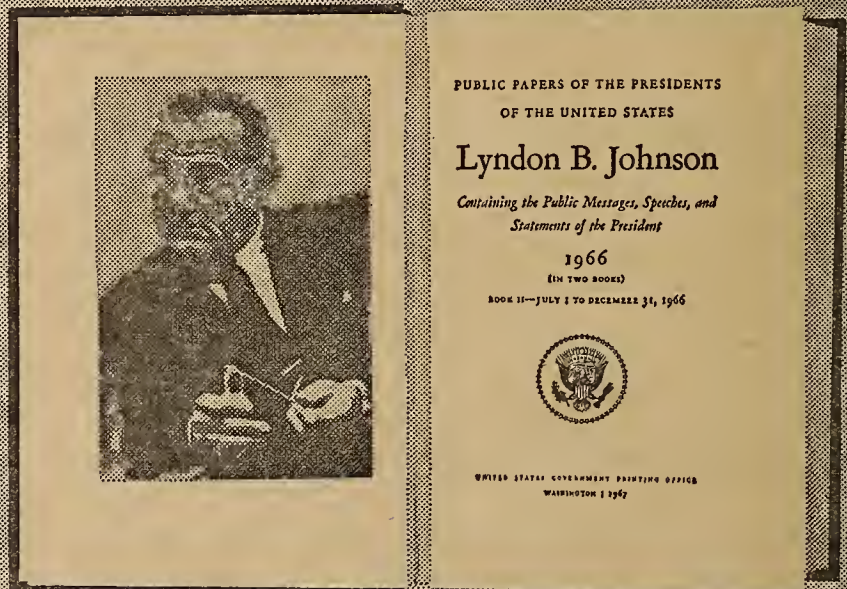 PUBLIC PAPERS OF THE PRESIDENTS
OF THE UNITED STATES
Lyndon B. Johnson
Containing the Public Messages, Speeches, and
Statements of the President
1966
(IN TWO BOOKS)
BOOK II—JULY 1 TO DECEMBER 31, 1966
UNITED STATES GOVERNMENT PRINTING OFFICE
WASHINGTON : 1967